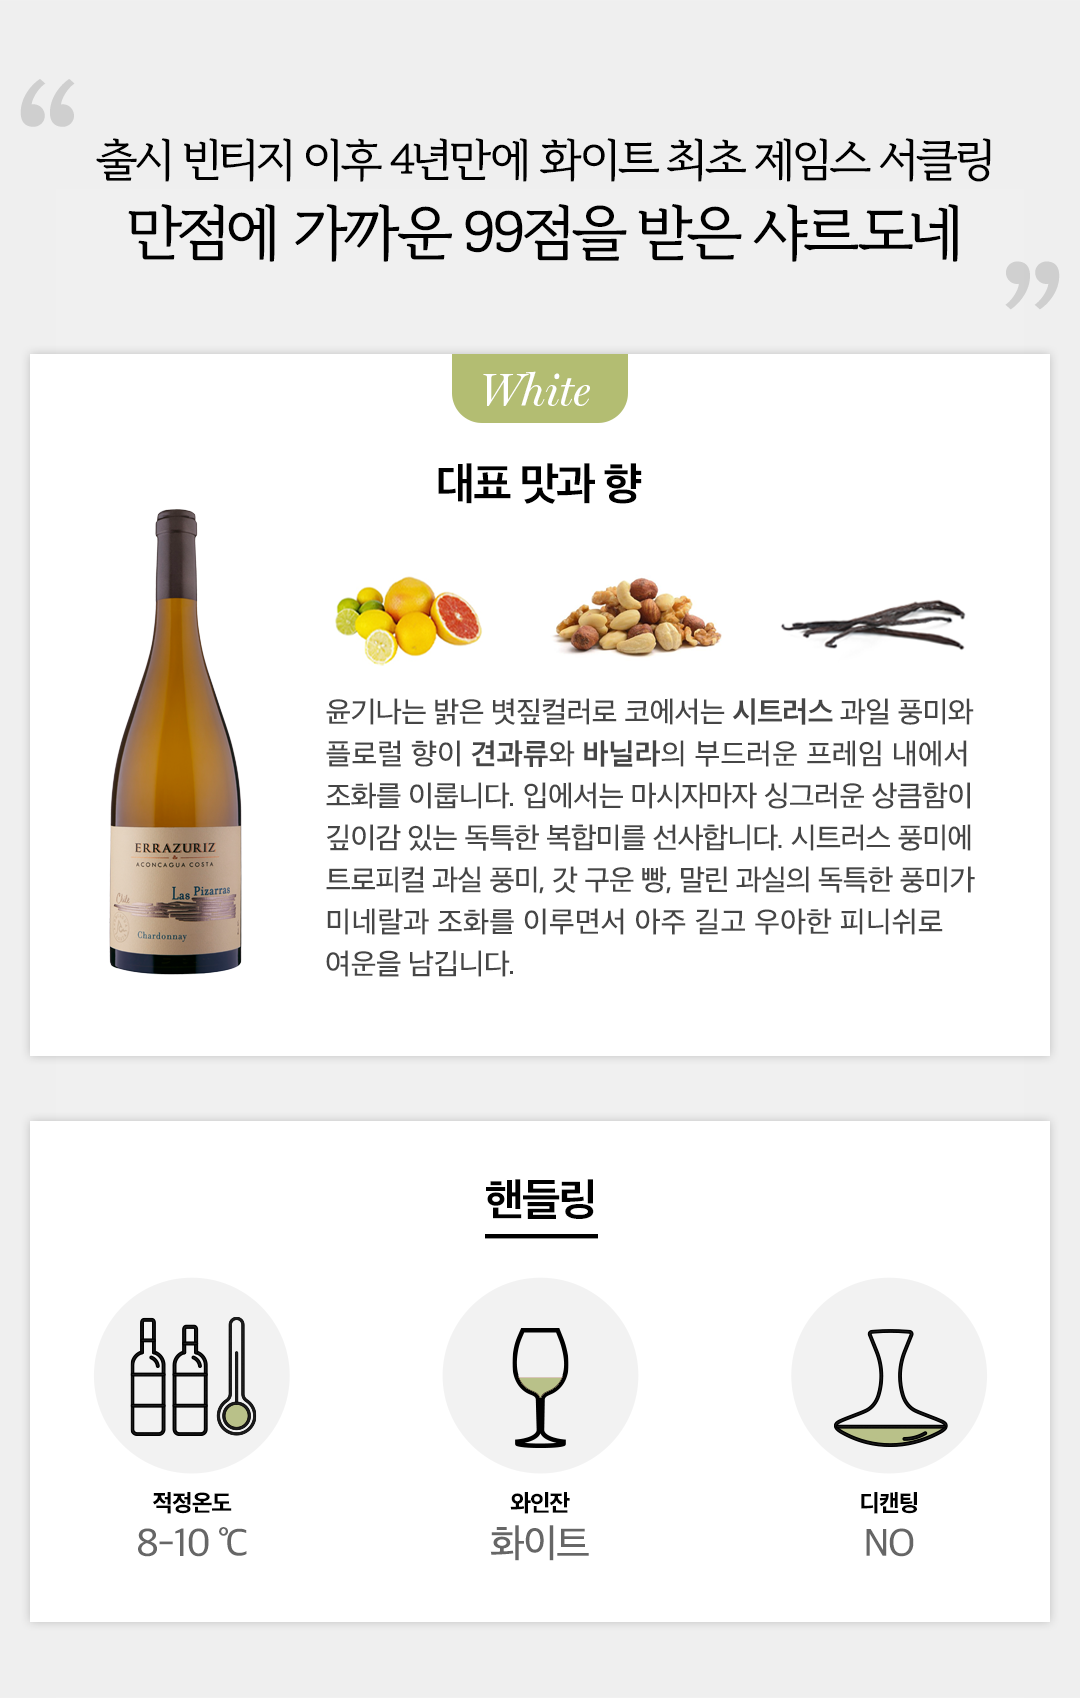 “
출시 빈티지 이후 4년만에 화이트 최초 제임스 서클링
만점에 가까운 99점을 받은 샤르도네
”
White
대표 맛과 향
윤기나는 밝은 볏짚컬러로 코에서는 시트러스 과일 풍미와
플로럴 향이 견과류와 바닐라의 부드러운 프레임 내에서
조화를 이룹니다. 입에서는 마시자마자 싱그러운 상큼함이
깊이감 있는 독특한 복합미를 선사합니다. 시트러스 풍미에
트로피컬 과실 풍미, 갓 구운 빵, 말린 과실의 독특한 풍미가
미네랄과 조화를 이루면서 아주 길고 우아한 피니쉬로
여운을 남깁니다.
ERRAZURIZ
&
ACONCAGUA COSTA
Las Pizarras
Chile
Chardonnay
핸들링
적정온도
8-10 ℃
와인잔
화이트
디캔팅
NO